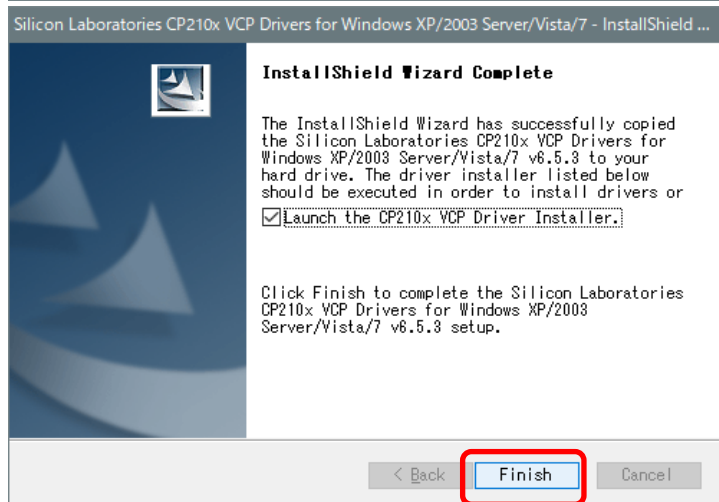 Silicon Laboratories CP210x VCP Drivers for Windows XP/2003 Server/Vista/7 - InstallShield ...
InstallShield Wizard Complete
The InstallShield Wizard has successfully copied
the Silicon Laboratories CP210x VCP Drivers for
Windows XP/2003 Server/Vista/7 v6.5.3 to your
hard drive. The driver installer listed below
should be executed in order to install drivers or
Launch the CP210x VCP Driver Installer.
Click Finish to complete the Silicon Laboratories
CP210x VCP Drivers for Windows XP/2003
Server/Vista/7 v6.5.3 setup.
< Back Finish Cancel